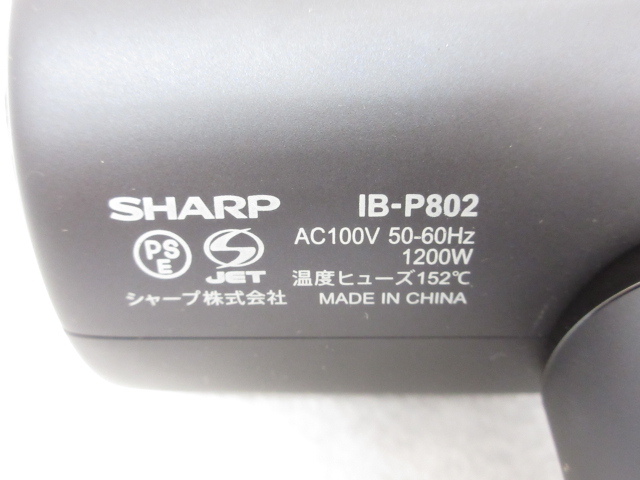 SHARP IB-P802
AC100V 50-60Hz
PS E JET 1200W
温度ヒューズ152℃
シャープ株式会社 MADE IN CHINA